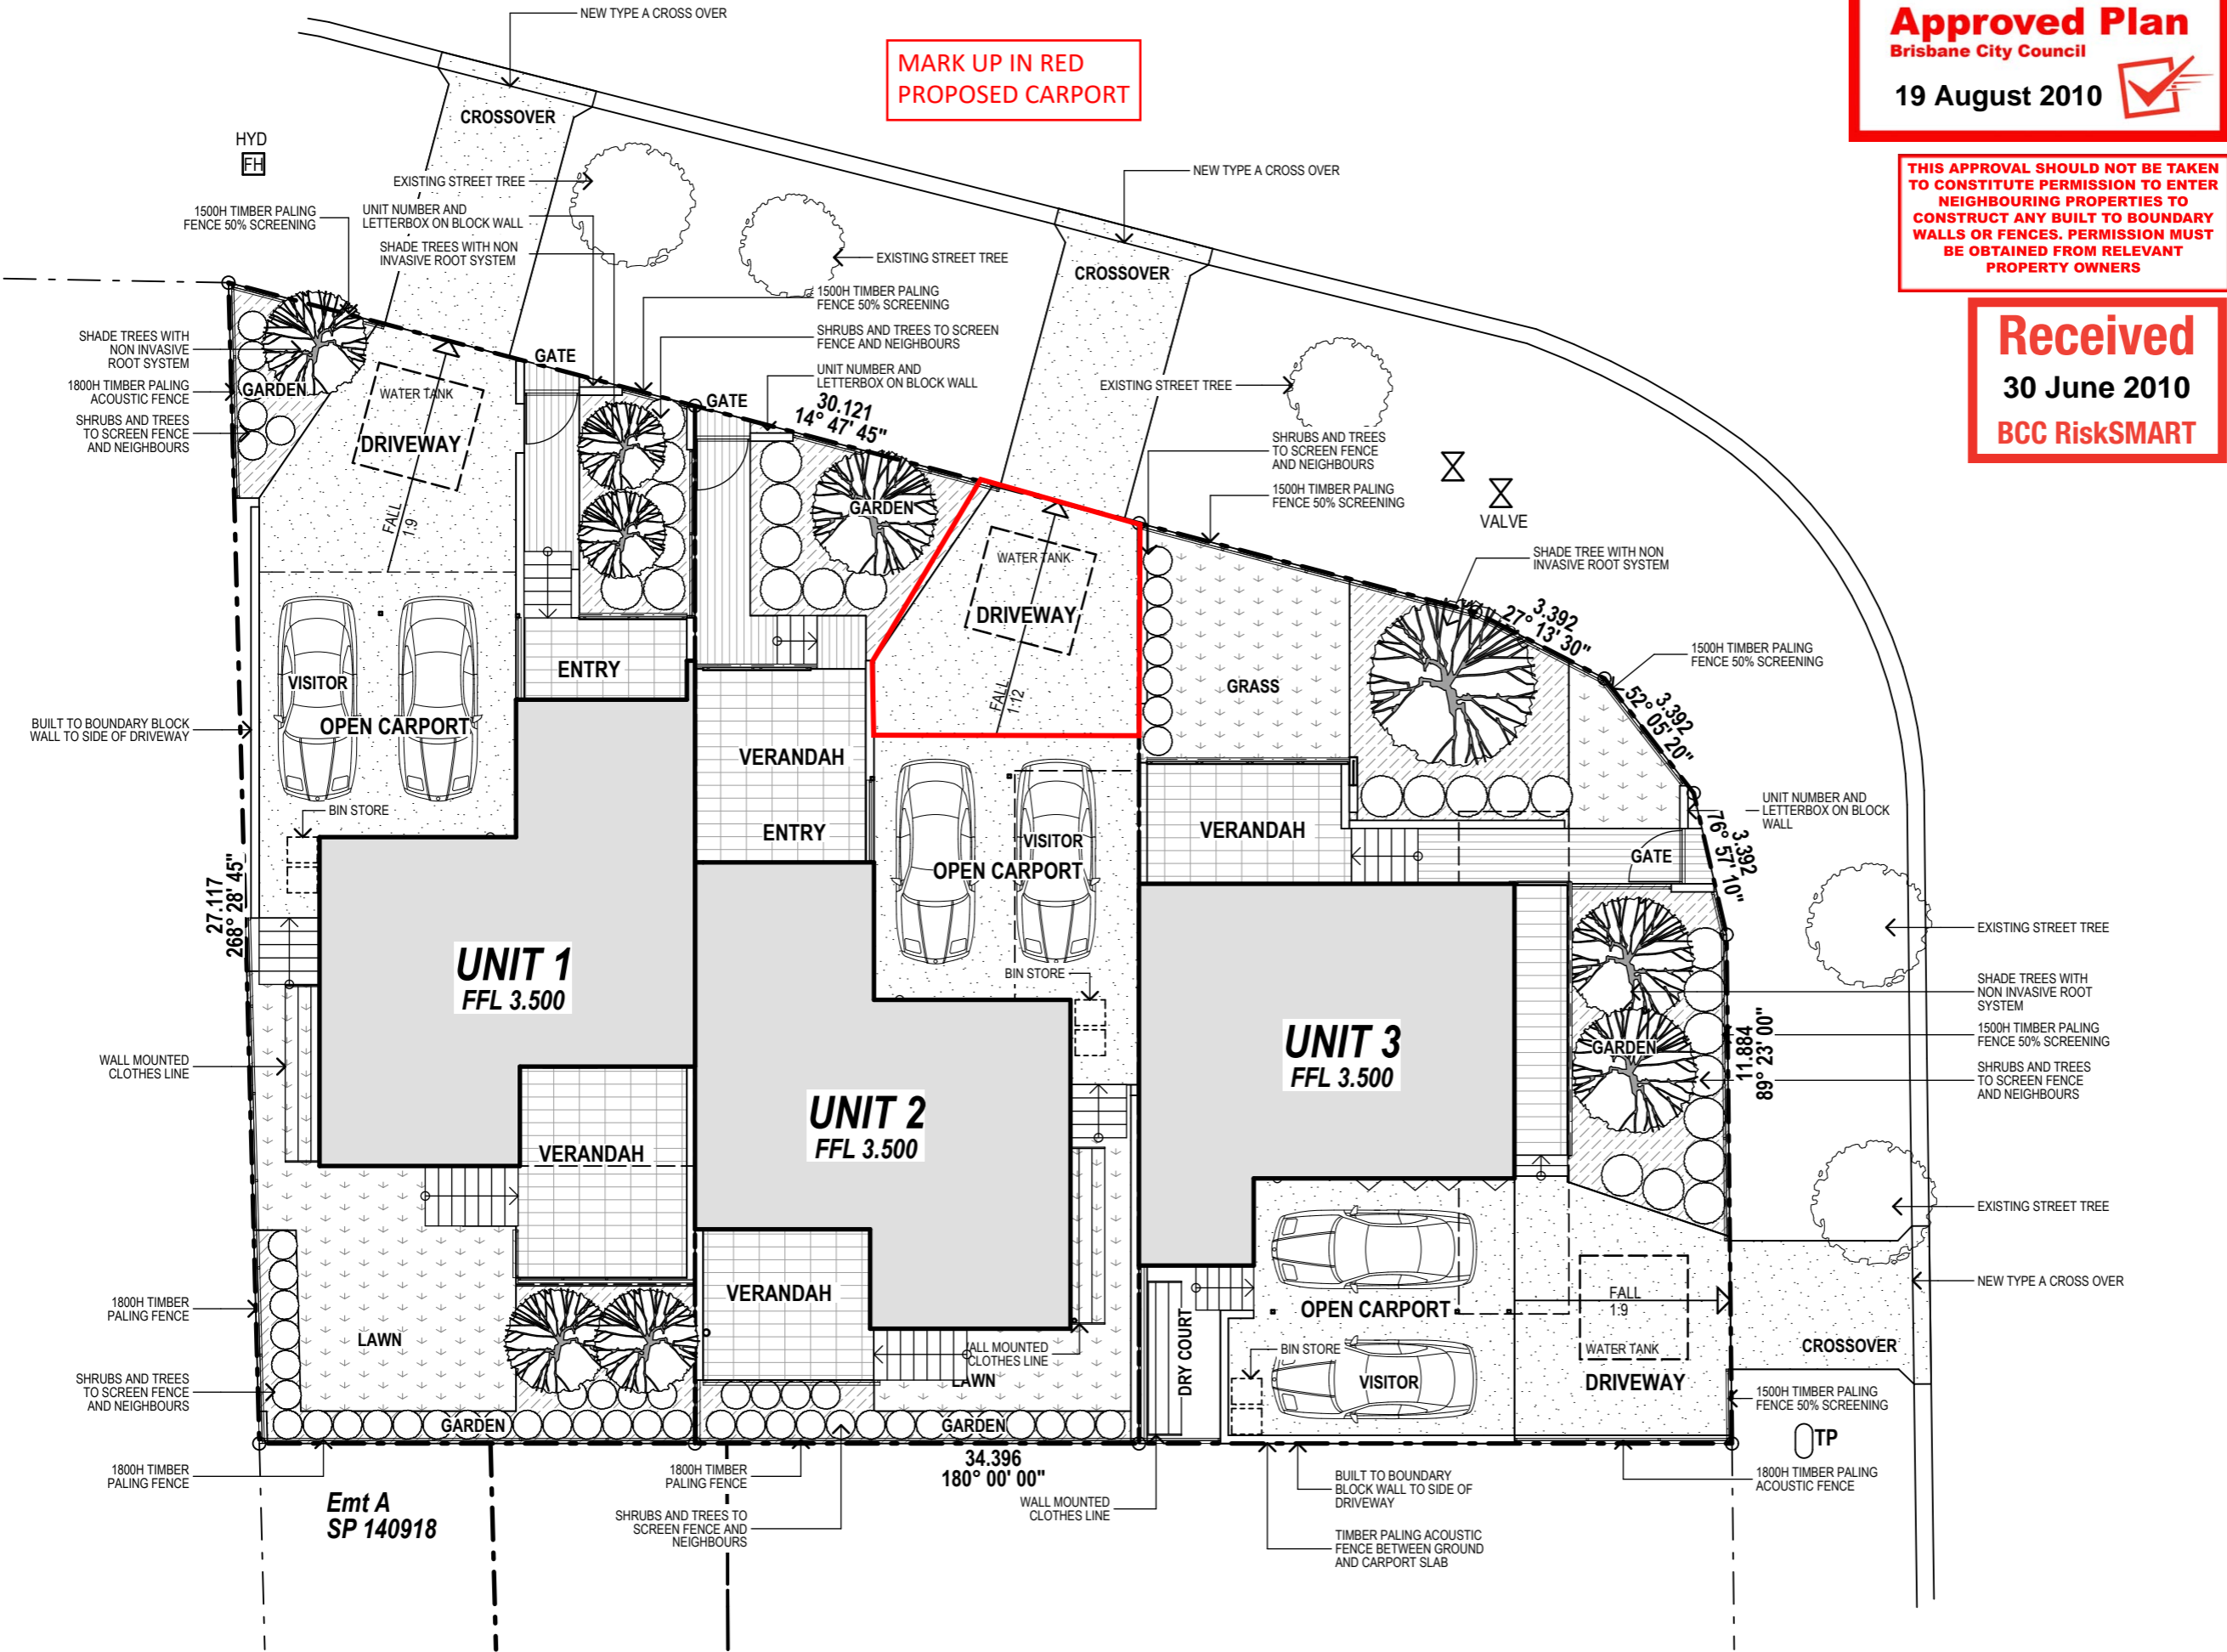 NEW TYPE A CROSS OVER
MARK UP IN RED
PROPOSED CARPORT
Approved Plan
Brisbane City Council
19 August 2010
THIS APPROVAL SHOULD NOT BE TAKEN
TO CONSTITUTE PERMISSION TO ENTER
NEIGHBOURING PROPERTIES TO
CONSTRUCT ANY BUILT TO BOUNDARY
WALLS OR FENCES. PERMISSION MUST
BE OBTAINED FROM RELEVANT
PROPERTY OWNERS
Received
30 June 2010
BCC RiskSMART
CROSSOVER
HYD
FH
EXISTING STREET TREE
1500H TIMBER PALING
FENCE 50% SCREENING
UNIT NUMBER AND
LETTERBOX ON BLOCK WALL
SHADE TREES WITH NON
INVASIVE ROOT SYSTEM
EXISTING STREET TREE
NEW TYPE A CROSS OVER
CROSSOVER
1500H TIMBER PALING
FENCE 50% SCREENING
SHRUBS AND TREES TO SCREEN
FENCE AND NEIGHBOURS
UNIT NUMBER AND
LETTERBOX ON BLOCK WALL
SHADE TREES WITH
NON INVASIVE
ROOT SYSTEM
1800H TIMBER PALING
ACOUSTIC FENCE
SHRUBS AND TREES
TO SCREEN FENCE
AND NEIGHBOURS
GARDEN
WATER TANK
DRIVEWAY
FALL
1:9
GATE
GATE
30.121
14° 47' 45"
EXISTING STREET TREE
SHRUBS AND TREES
TO SCREEN FENCE
AND NEIGHBOURS
1500H TIMBER PALING
FENCE 50% SCREENING
VALVE
SHADE TREE WITH NON
INVASIVE ROOT SYSTEM
GARDEN
WATER TANK
DRIVEWAY
FALL
1:12
3.392
27° 13' 30"
1500H TIMBER PALING
FENCE 50% SCREENING
3.392
52° 05' 20"
GRASS
ENTRY
VISITOR
OPEN CARPORT
BUILT TO BOUNDARY BLOCK
WALL TO SIDE OF DRIVEWAY
BIN STORE
VERANDAH
ENTRY
VISITOR
OPEN CARPORT
VERANDAH
UNIT NUMBER AND
LETTERBOX ON BLOCK
WALL
3.392
76° 57' 10"
GATE
27.117
268° 28' 45"
UNIT 1
FFL 3.500
BIN STORE
UNIT 2
FFL 3.500
UNIT 3
FFL 3.500
EXISTING STREET TREE
SHADE TREES WITH
NON INVASIVE ROOT
SYSTEM
1500H TIMBER PALING
FENCE 50% SCREENING
SHRUBS AND TREES
TO SCREEN FENCE
AND NEIGHBOURS
GARDEN
11.884
89° 23' 00"
WALL MOUNTED
CLOTHES LINE
VERANDAH
EXISTING STREET TREE
NEW TYPE A CROSS OVER
1800H TIMBER
PALING FENCE
LAWN
VERANDAH
ALL MOUNTED
CLOTHES LINE
LAWN
DRY COURT
OPEN CARPORT
BIN STORE
VISITOR
FALL
1:9
WATER TANK
DRIVEWAY
CROSSOVER
SHRUBS AND TREES
TO SCREEN FENCE
AND NEIGHBOURS
GARDEN
GARDEN
1500H TIMBER PALING
FENCE 50% SCREENING
TP
1800H TIMBER
PALING FENCE
Emt A
SP 140918
1800H TIMBER
PALING FENCE
34.396
180° 00' 00"
SHRUBS AND TREES TO
SCREEN FENCE AND
NEIGHBOURS
WALL MOUNTED
CLOTHES LINE
BUILT TO BOUNDARY
BLOCK WALL TO SIDE OF
DRIVEWAY
1800H TIMBER PALING
ACOUSTIC FENCE
TIMBER PALING ACOUSTIC
FENCE BETWEEN GROUND
AND CARPORT SLAB